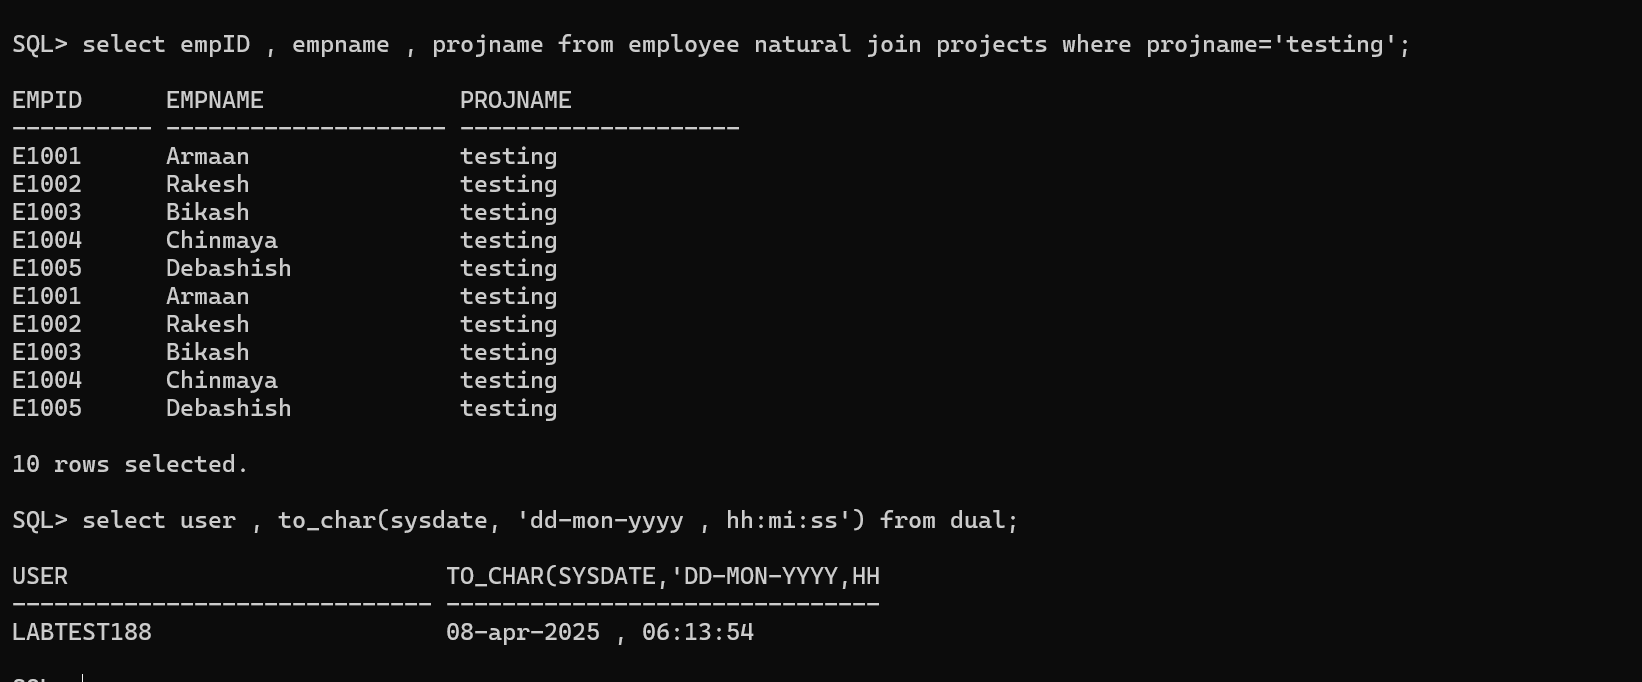 SQL> select empID , empname , projname from employee natural join projects where projname='testing';
EMPID EMPNAME PROJNAME
---------- -------------------- --------------------
E1001 Armaan testing
E1002 Rakesh testing
E1003 Bikash testing
E1004 Chinmaya testing
E1005 Debashish testing
E1001 Armaan testing
E1002 Rakesh testing
E1003 Bikash testing
E1004 Chinmaya testing
E1005 Debashish testing
10 rows selected.
SQL> select user , to_char(sysdate, 'dd-mon-yyyy , hh:mi:ss') from dual;
USER TO_CHAR(SYSDATE,'DD-MON-YYYY,HH
------------------------------ -------------------------------
LABTEST188 08-apr-2025 , 06:13:54